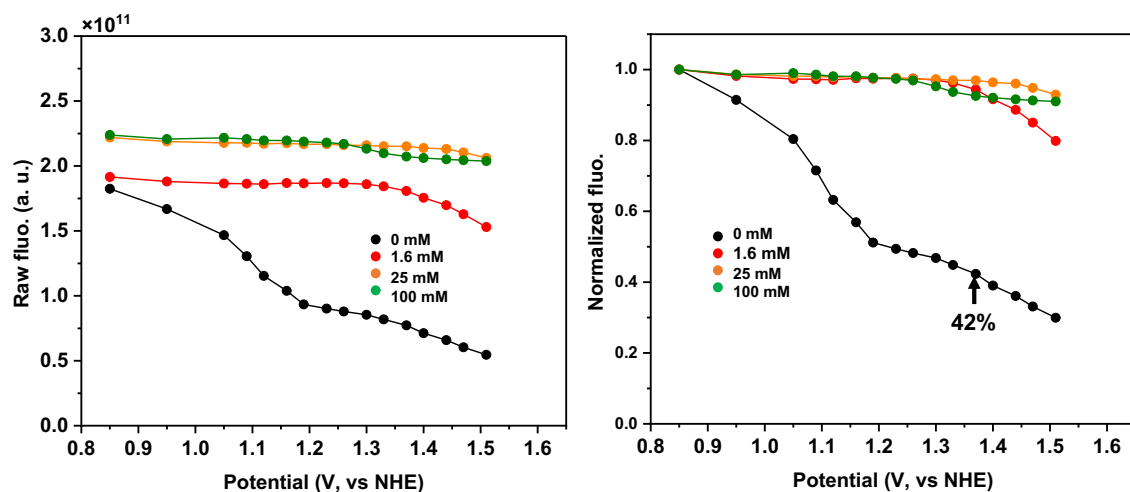 ×10¹¹
3.0
2.5
2.0
1.5
1.0
0.5
0.0
Raw fluo. (a. u.)
0 mM
1.6 mM
25 mM
100 mM
0.8 0.9 1.0 1.1 1.2 1.3 1.4 1.5 1.6
Potential (V, vs NHE)
1.0
0.8
0.6
0.4
0.2
0.0
Normalized fluo.
0 mM
1.6 mM
25 mM
100 mM
42%
0.8 0.9 1.0 1.1 1.2 1.3 1.4 1.5 1.6
Potential (V, vs NHE)